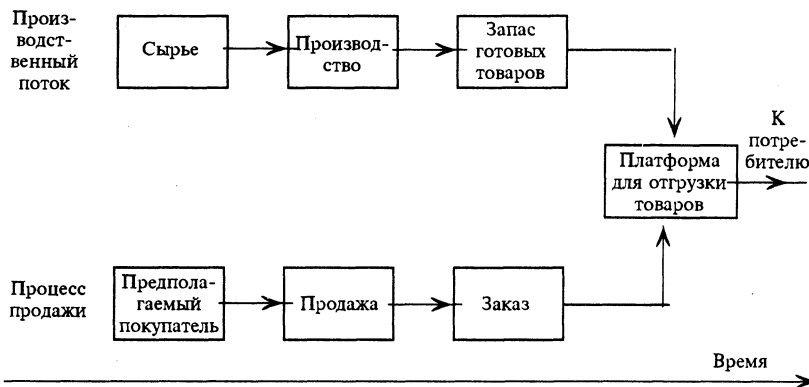 Произ-
водст-
венный
поток
Сырье
Производ-
ство
Запас
готовых
товаров
К
потре-
бителю
Платформа
для отгрузки
товаров
Процесс
продажи
Предпола-
гаемый
покупатель
Продажа
Заказ
Время